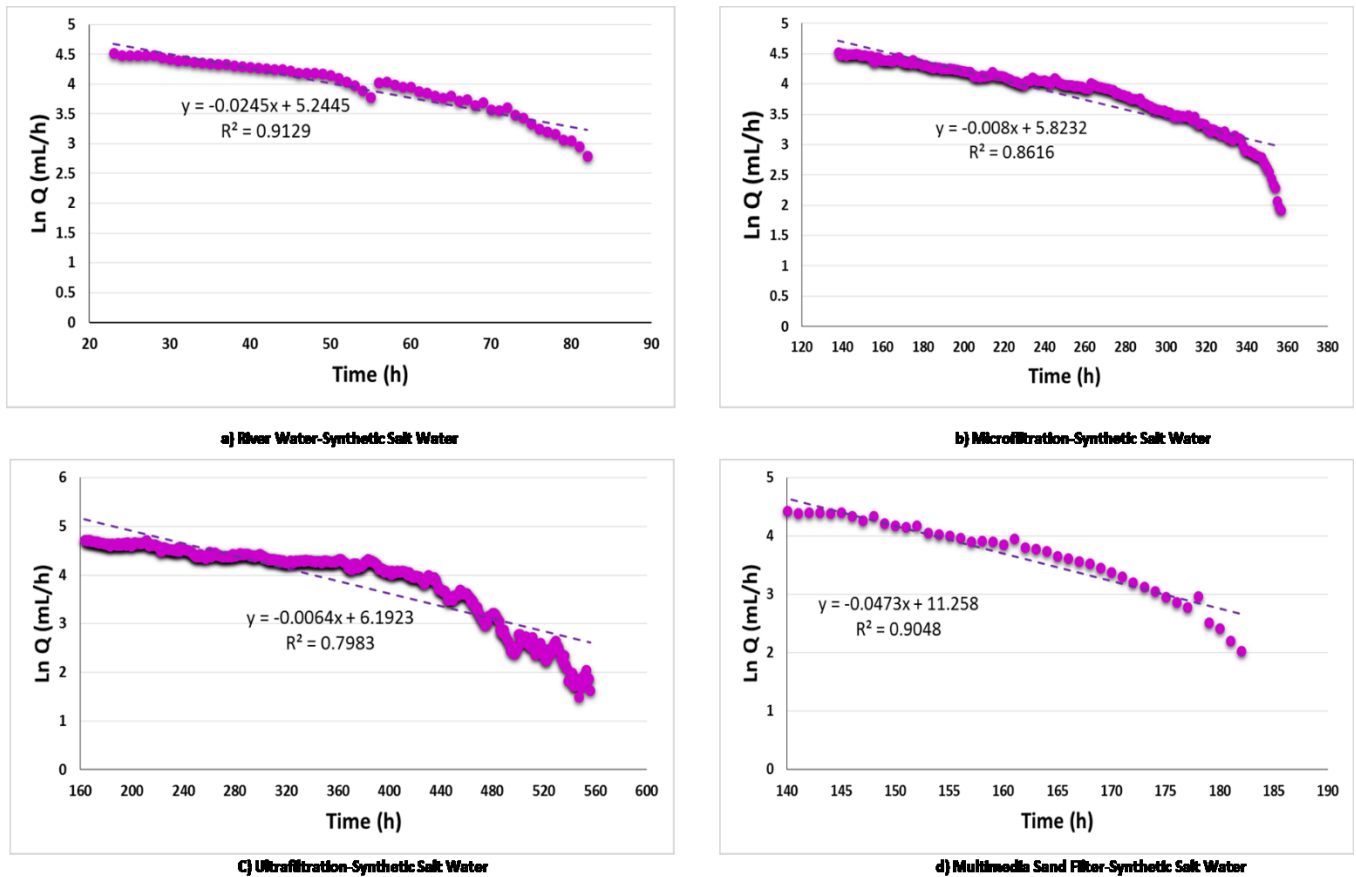 5
4.5
4
3.5
3
2.5
2
1.5
1
0.5
0
Ln Q (mL/h)
y = -0.0245x + 5.2445
R² = 0.9129
20 30 40 50 60 70 80 90
Time (h)
a) River Water-Synthetic Salt Water
5
4.5
4
3.5
3
2.5
2
1.5
1
0.5
0
Ln Q (mL/h)
y = -0.008x + 5.8232
R² = 0.8616
120 140 160 180 200 220 240 260 280 300 320 340 360 380
Time (h)
b) Microfiltration-Synthetic Salt Water
6
5
4
3
2
1
0
Ln Q (mL/h)
y = -0.0064x + 6.1923
R² = 0.7983
160 200 240 280 320 360 400 440 480 520 560 600
Time (h)
C) Ultrafiltration-Synthetic Salt Water
5
4
3
2
1
0
Ln Q (mL/h)
y = -0.0473x + 11.258
R² = 0.9048
140 145 150 155 160 165 170 175 180 185 190
Time (h)
d) Multimedia Sand Filter-Synthetic Salt Water